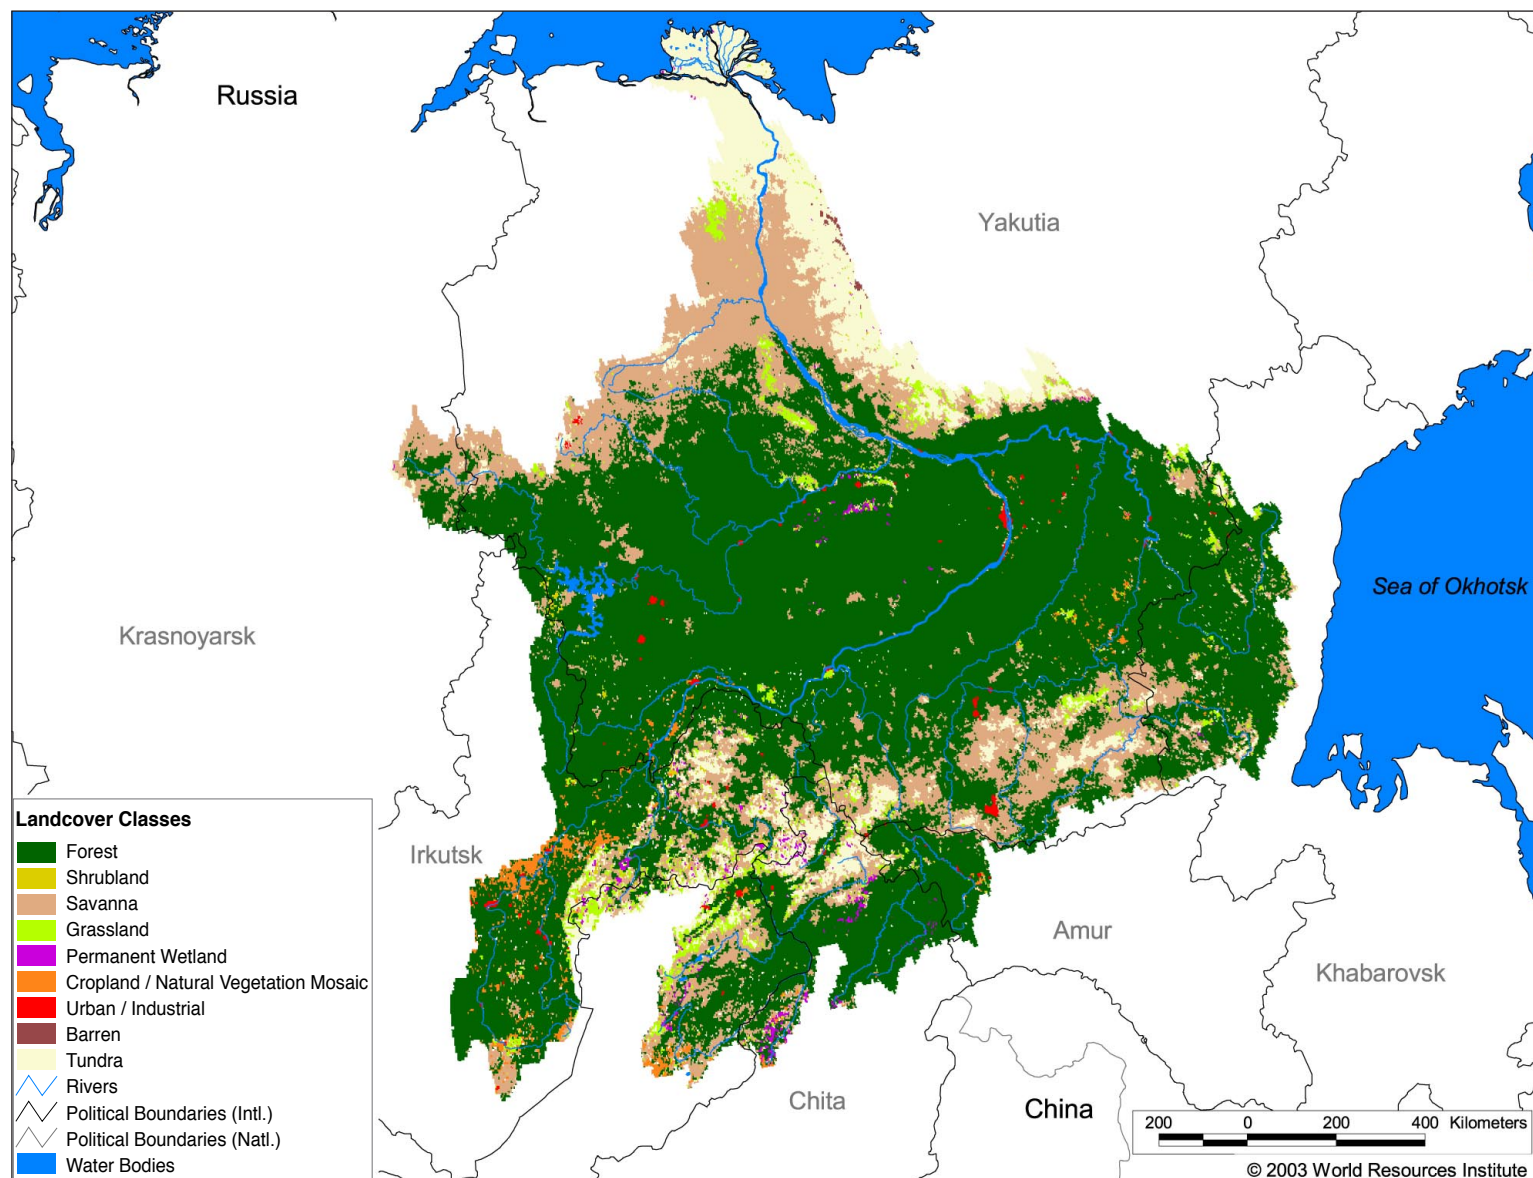 Russia
Yakutia
Sea of Okhotsk
Krasnoyarsk
Irkutsk
Amur
Khabarovsk
Chita
China
Landcover Classes
Forest
Shrubland
Savanna
Grassland
Permanent Wetland
Cropland / Natural Vegetation Mosaic
Urban / Industrial
Barren
Tundra
Rivers
Political Boundaries (Intl.)
Political Boundaries (Natl.)
Water Bodies
200 0 200 400 Kilometers
© 2003 World Resources Institute